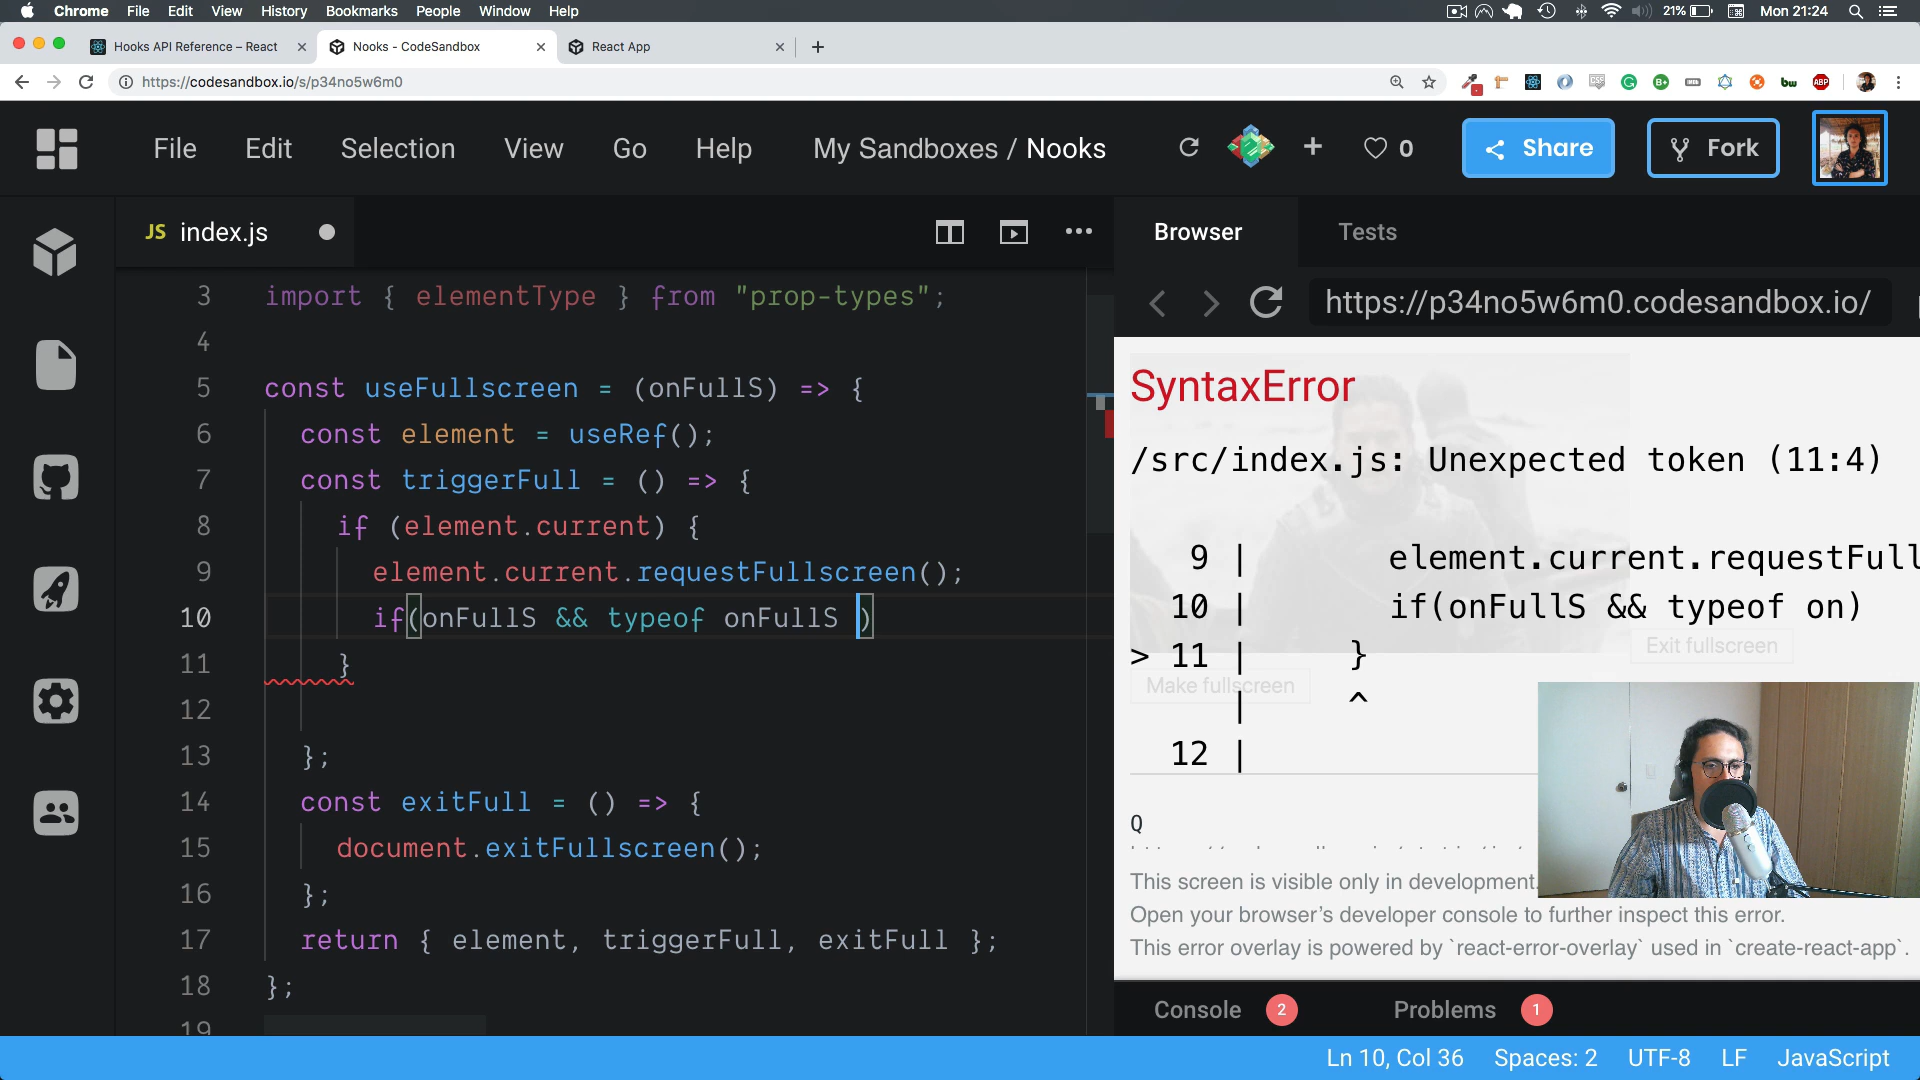 Chrome File Edit View History Bookmarks People Window Help 21% Mon 21:24
Hooks API Reference – React
Nooks - CodeSandbox
React App
https://codesandbox.io/s/p34no5w6m0
ABP
File Edit Selection View Go Help My Sandboxes / Nooks 0 Share Fork
JS index.js
3 import { elementType } from "prop-types";
4
5 const useFullscreen = (onFullS) => {
6 const element = useRef();
7 const triggerFull = () => {
8 if (element.current) {
9 element.current.requestFullscreen();
10 if(onFullS && typeof onFullS )
11 }
12
13 };
14 const exitFull = () => {
15 document.exitFullscreen();
16 };
17 return { element, triggerFull, exitFull };
18 };
19
Browser Tests
https://p34no5w6m0.codesandbox.io/
SyntaxError
/src/index.js: Unexpected token (11:4)
9 | element.current.requestFull
10 | if(onFullS && typeof on)
> 11 | }
| ^
12 |
Exit fullscreen
Make fullscreen
Q
This screen is visible only in development.
Open your browser’s developer console to further inspect this error.
This error overlay is powered by `react-error-overlay` used in `create-react-app`.
Console 2 Problems 1
Ln 10, Col 36 Spaces: 2 UTF-8 LF JavaScript